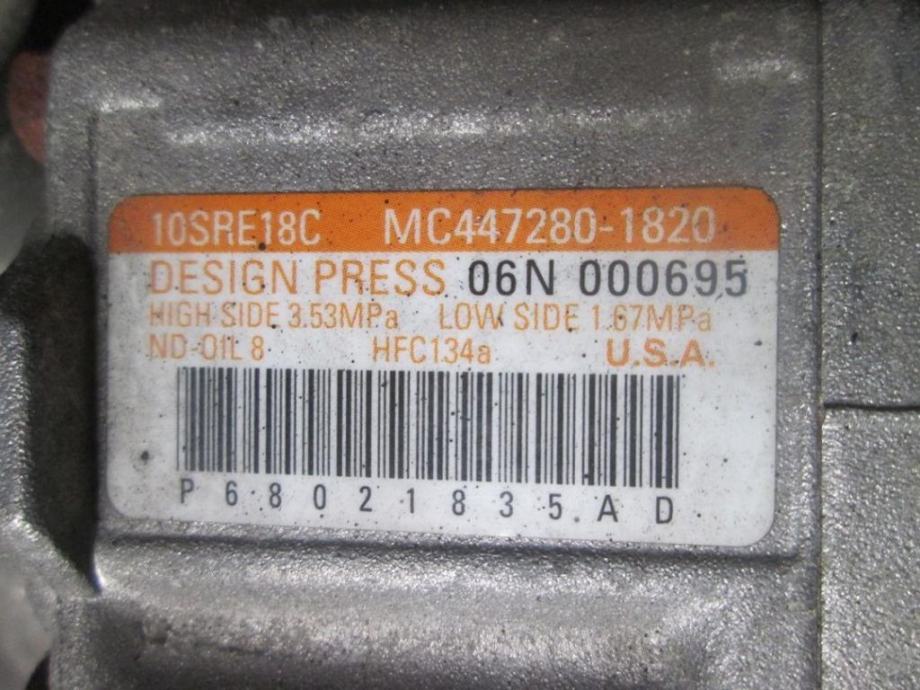 10SRE18C MC447280-1820
DESIGN PRESS 06N 000695
HIGH SIDE 3.53MPa LOW SIDE 1.67MPa
ND-OIL 8 HFC134a U.S.A.
P68021835AD